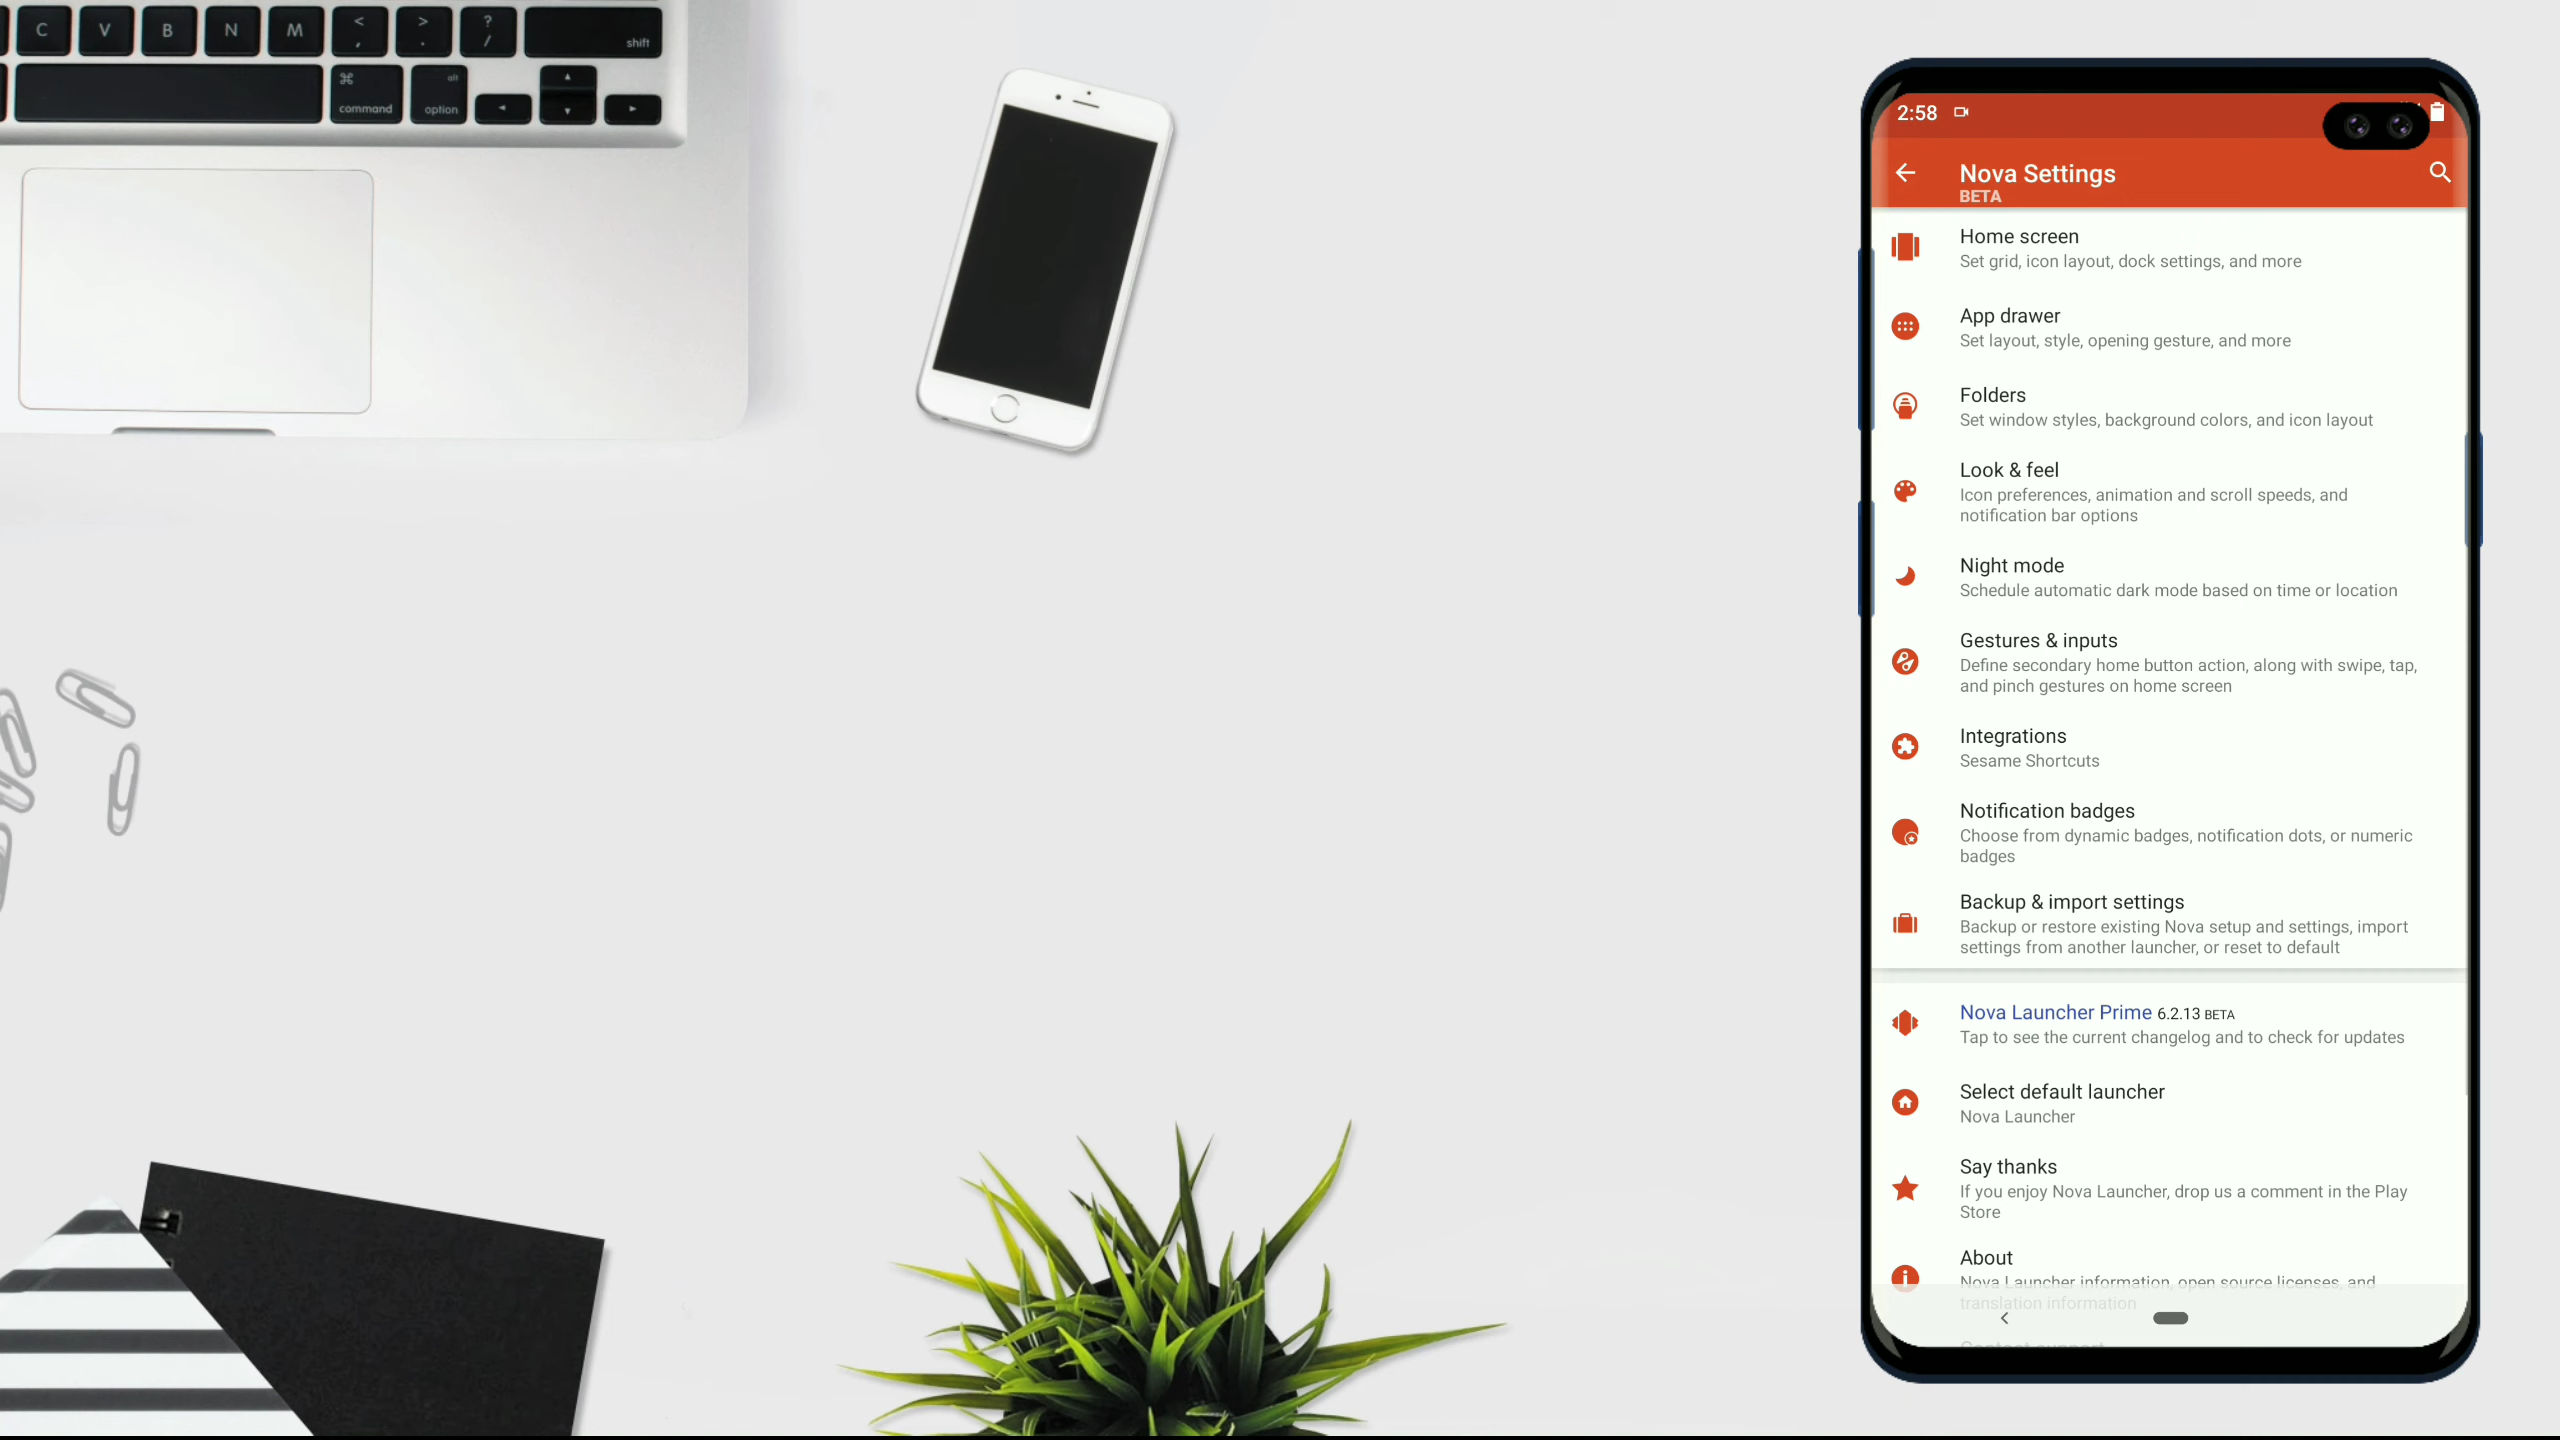 C
V
B
N
M
<
,
>
.
?
/
shift
⌘
command
alt
option
2:58
Nova Settings
BETA
Home screen
Set grid, icon layout, dock settings, and more
App drawer
Set layout, style, opening gesture, and more
Folders
Set window styles, background colors, and icon layout
Look & feel
Icon preferences, animation and scroll speeds, and
notification bar options
Night mode
Schedule automatic dark mode based on time or location
Gestures & inputs
Define secondary home button action, along with swipe, tap,
and pinch gestures on home screen
Integrations
Sesame Shortcuts
Notification badges
Choose from dynamic badges, notification dots, or numeric
badges
Backup & import settings
Backup or restore existing Nova setup and settings, import
settings from another launcher, or reset to default
Nova Launcher Prime 6.2.13 BETA
Tap to see the current changelog and to check for updates
Select default launcher
Nova Launcher
Say thanks
If you enjoy Nova Launcher, drop us a comment in the Play
Store
About
Nova Launcher information, open source licenses, and
translation information
Contact support